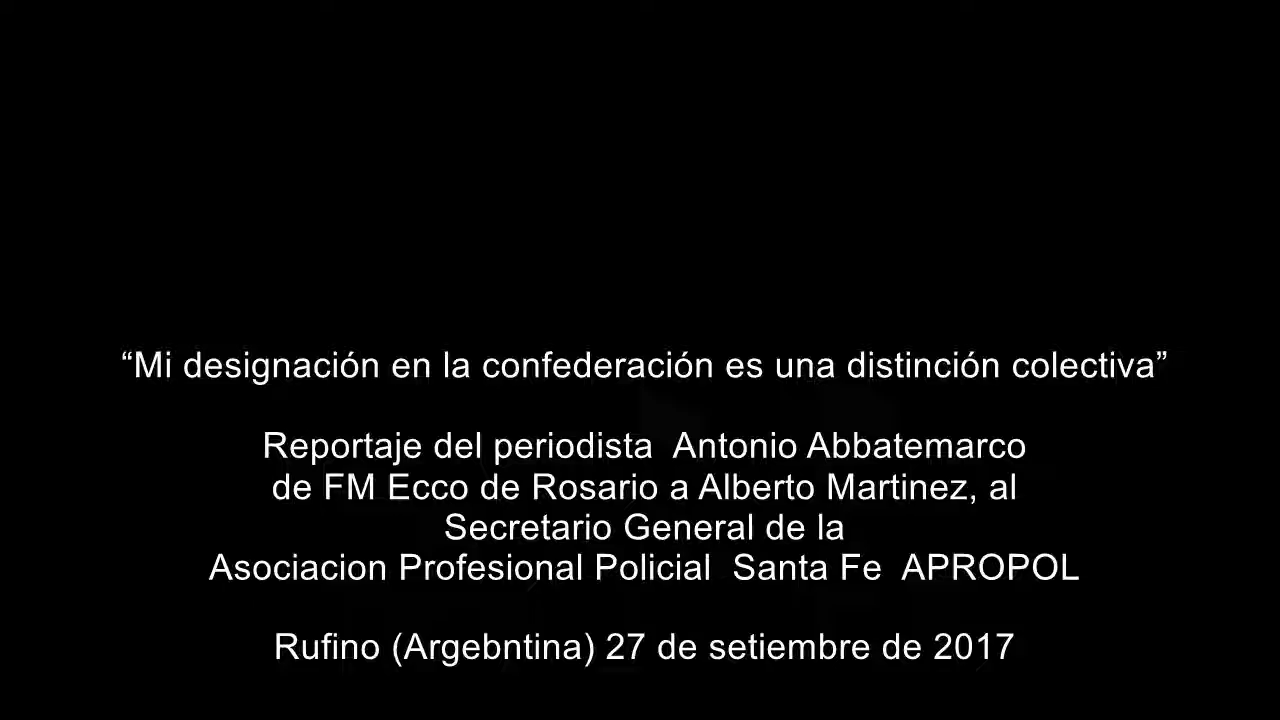 “Mi designación en la confederación es una distinción colectiva”
Reportaje del periodista  Antonio Abbatemarco
de FM Ecco de Rosario a Alberto Martinez, al
Secretario General de la
Asociacion Profesional Policial  Santa Fe  APROPOL
Rufino (Argebntina) 27 de setiembre de 2017